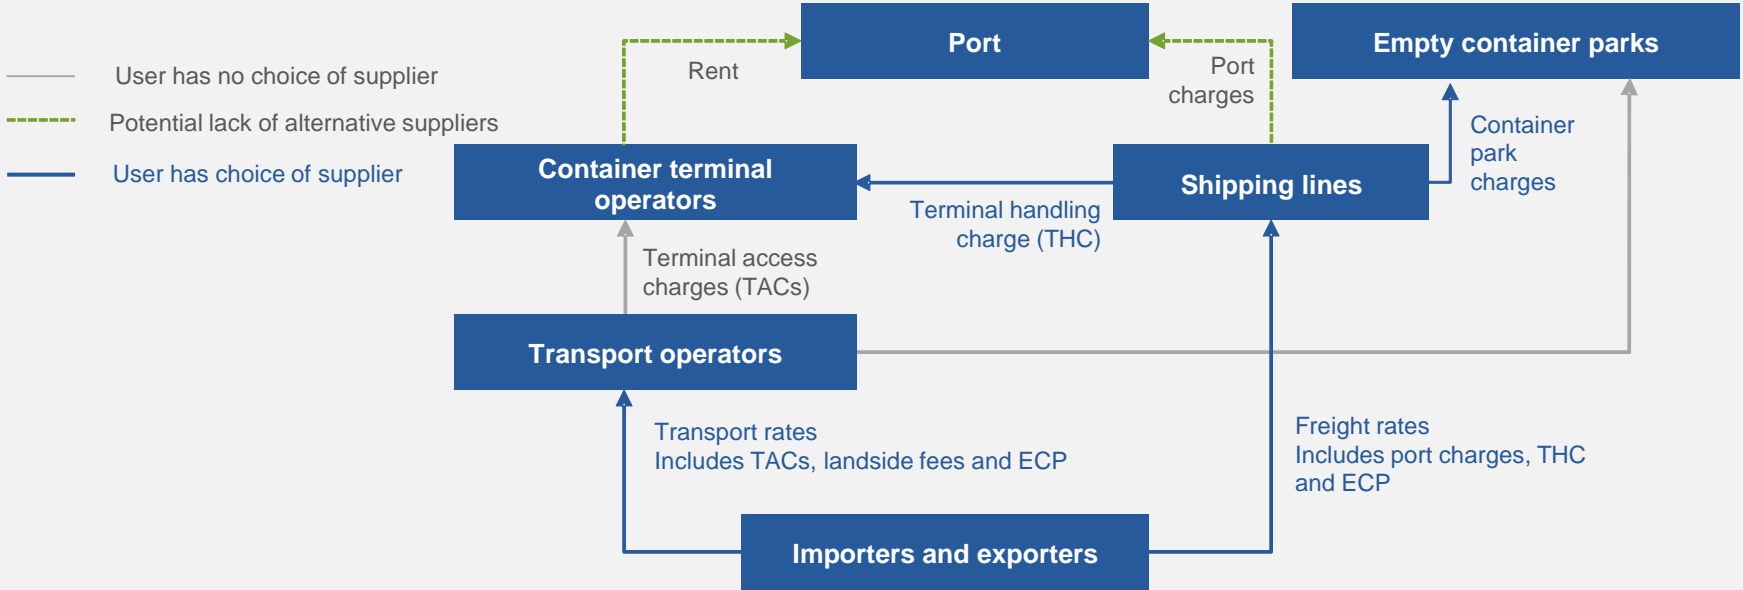 Port
Empty container parks
User has no choice of supplier
Potential lack of alternative suppliers
User has choice of supplier
Rent
Port
charges
Container
park
charges
Container terminal
operators
Shipping lines
Terminal handling
charge (THC)
Terminal access
charges (TACs)
Transport operators
Transport rates
Includes TACs, landside fees and ECP
Freight rates
Includes port charges, THC
and ECP
Importers and exporters